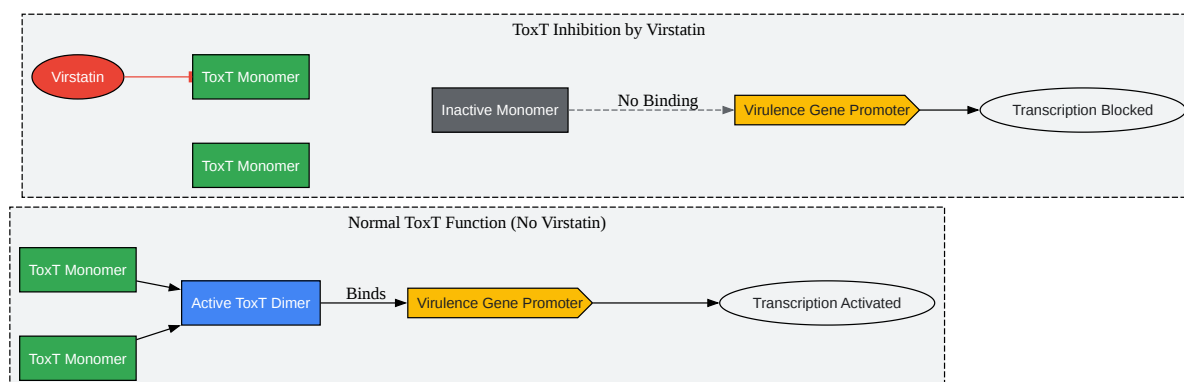 ToxT Inhibition by Virstatin
Virstatin
ToxT Monomer
Inactive Monomer
No Binding
Virulence Gene Promoter
Transcription Blocked
ToxT Monomer
Normal ToxT Function (No Virstatin)
ToxT Monomer
Active ToxT Dimer
Binds
Virulence Gene Promoter
Transcription Activated
ToxT Monomer